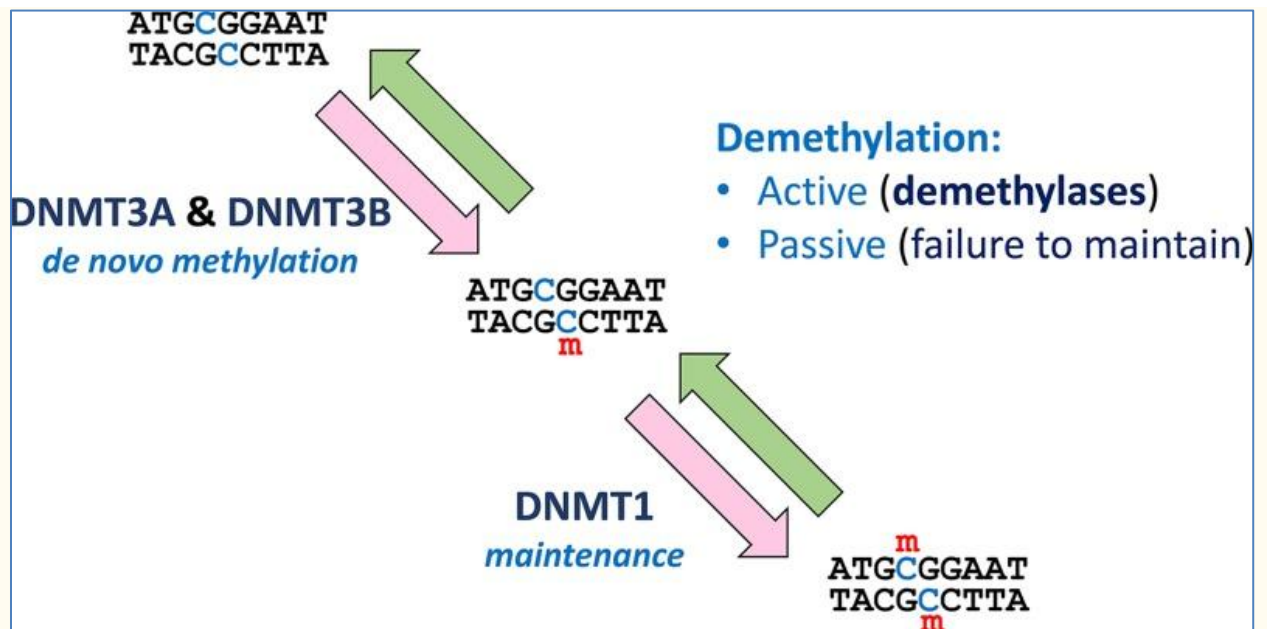 ATGCGGAAT
TACGCCTTA
Demethylation:
• Active (demethylases)
• Passive (failure to maintain)
DNMT3A & DNMT3B
de novo methylation
ATGCGGAAT
TACGCCTTA
m
DNMT1
maintenance
m
ATGCGGAAT
TACGCCTTA
m